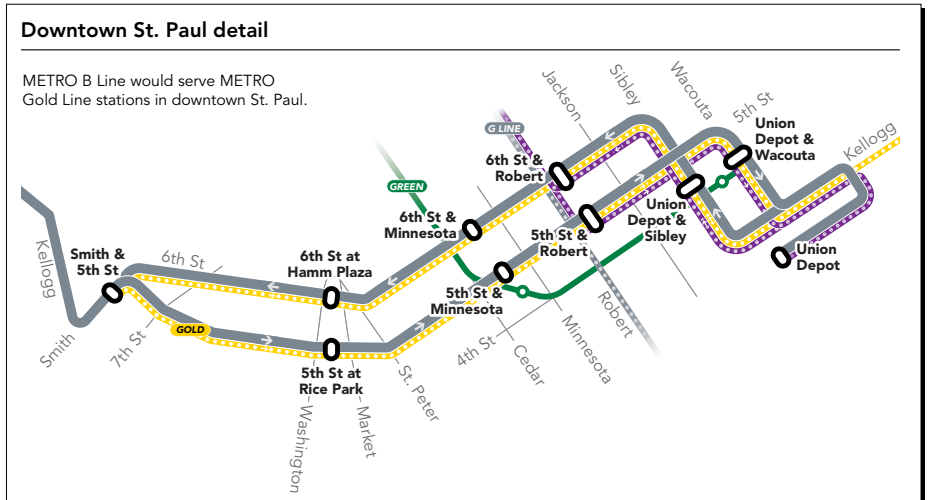 Downtown St. Paul detail
METRO B Line would serve METRO
Gold Line stations in downtown St. Paul.
Jackson
Sibley
Wacouta
5th St
Union
Depot &
Wacouta
Kellogg
G LINE
6th St &
Robert
GREEN
6th St &
Minnesota
Union
Depot &
Sibley
5th St &
Robert
Union
Depot
Kellogg
Smith &
5th St
6th St
6th St at
Hamm Plaza
5th St &
Minnesota
Robert
Smith
7th St
GOLD
4th St
Cedar
Minnesota
5th St at
Rice Park
St. Peter
Washington
Market